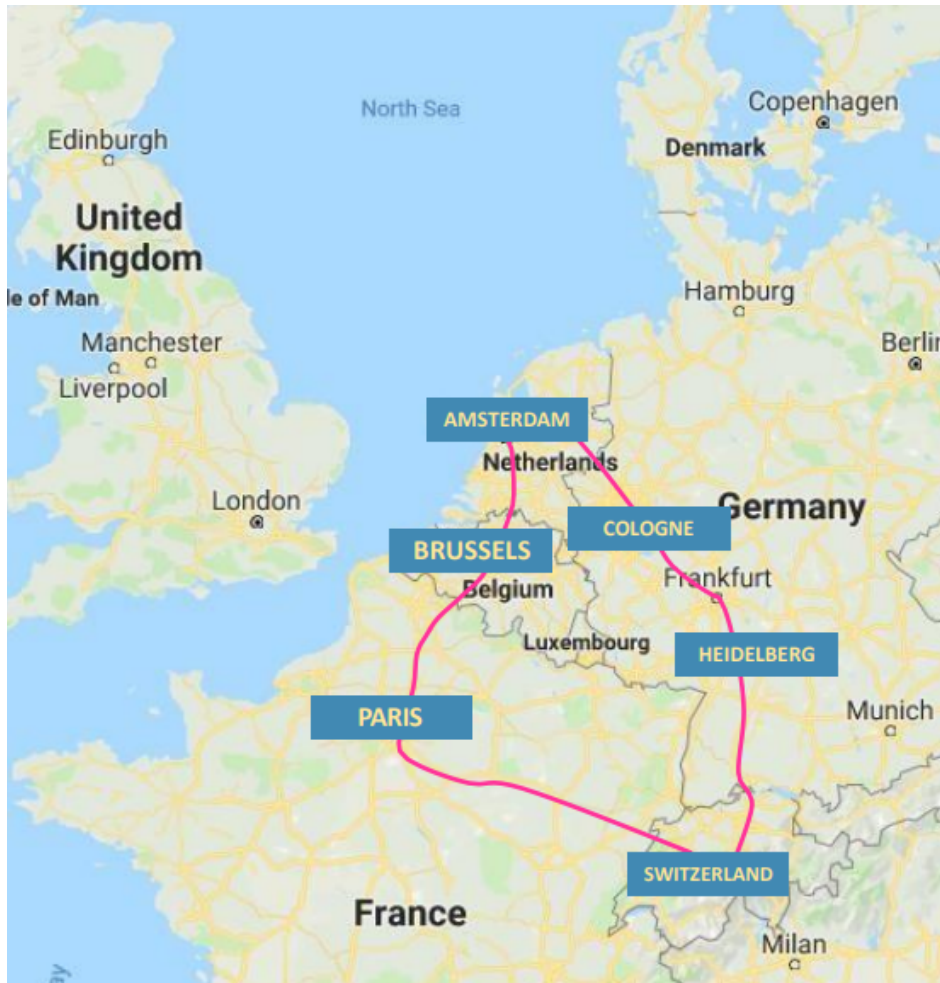 North Sea
Copenhagen
Edinburgh
Denmark
United
Kingdom
le of Man
Hamburg
Manchester
Berlin
Liverpool
AMSTERDAM
Netherlands
London
Germany
COLOGNE
BRUSSELS
Frankfurt
Belgium
Luxembourg
HEIDELBERG
PARIS
Munich
SWITZERLAND
France
Milan
ay